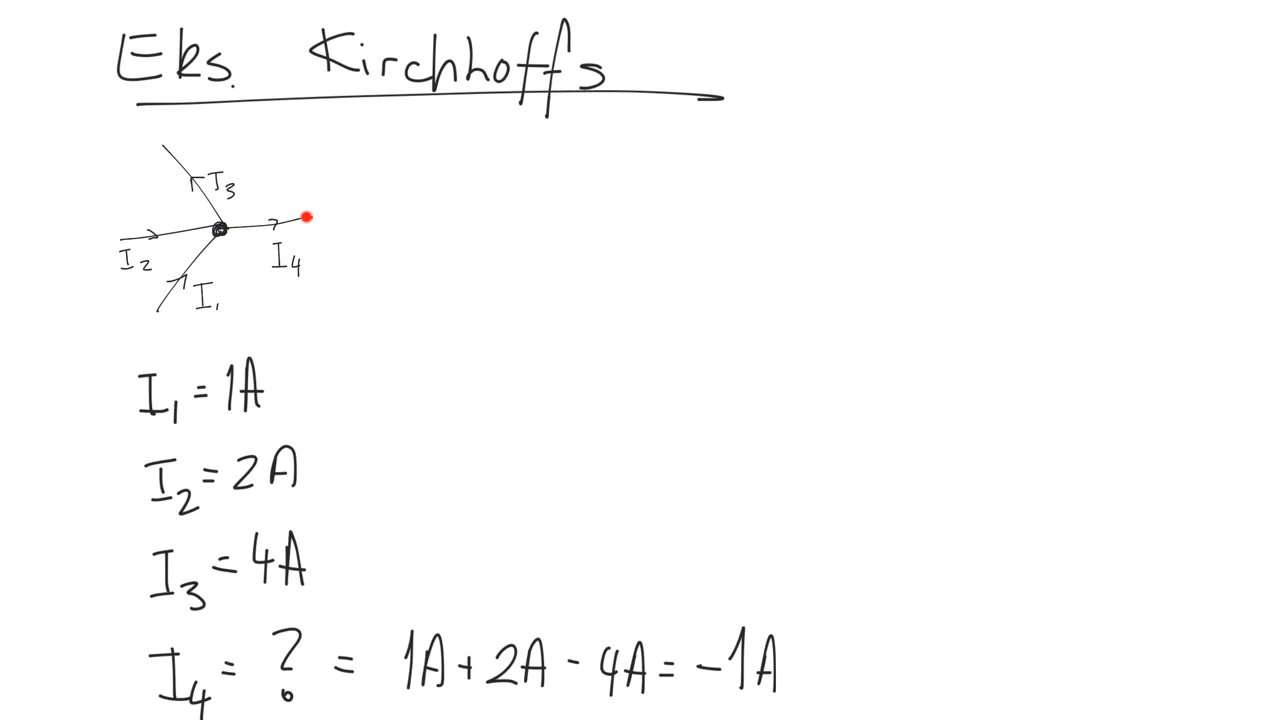 Eks. Kirchhoffs
I₃
I₂
I₄
I₁
I₁ = 1A
I₂ = 2A
I₃ = 4A
I₄ = ? = 1A + 2A - 4A = -1A